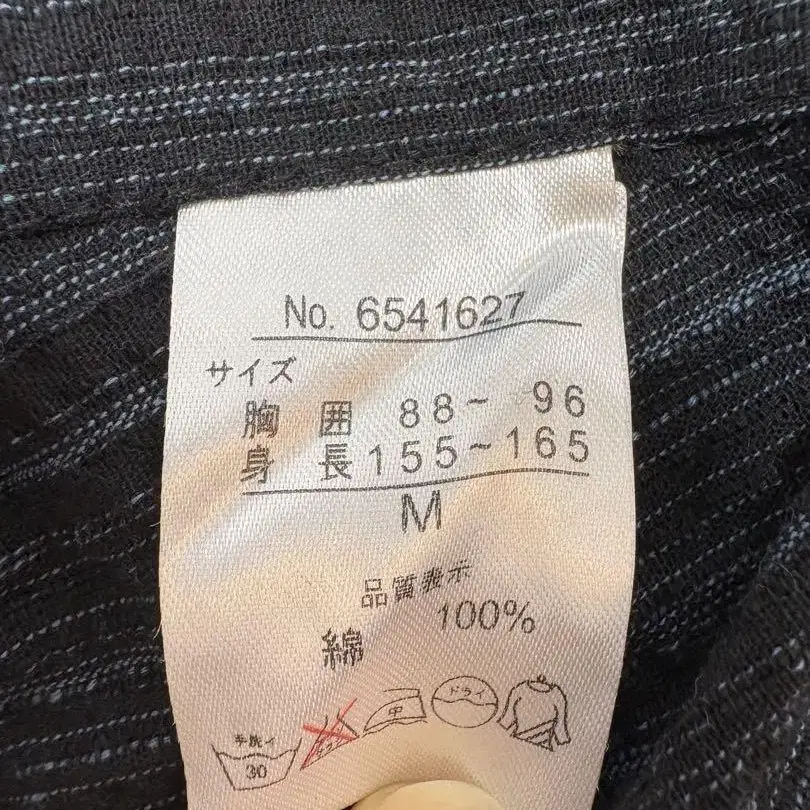 No. 6541627
サイズ
胸囲 88~ 96
身長 155~165
M
品質表示
綿 100%
手洗イ
30
中
ドライ